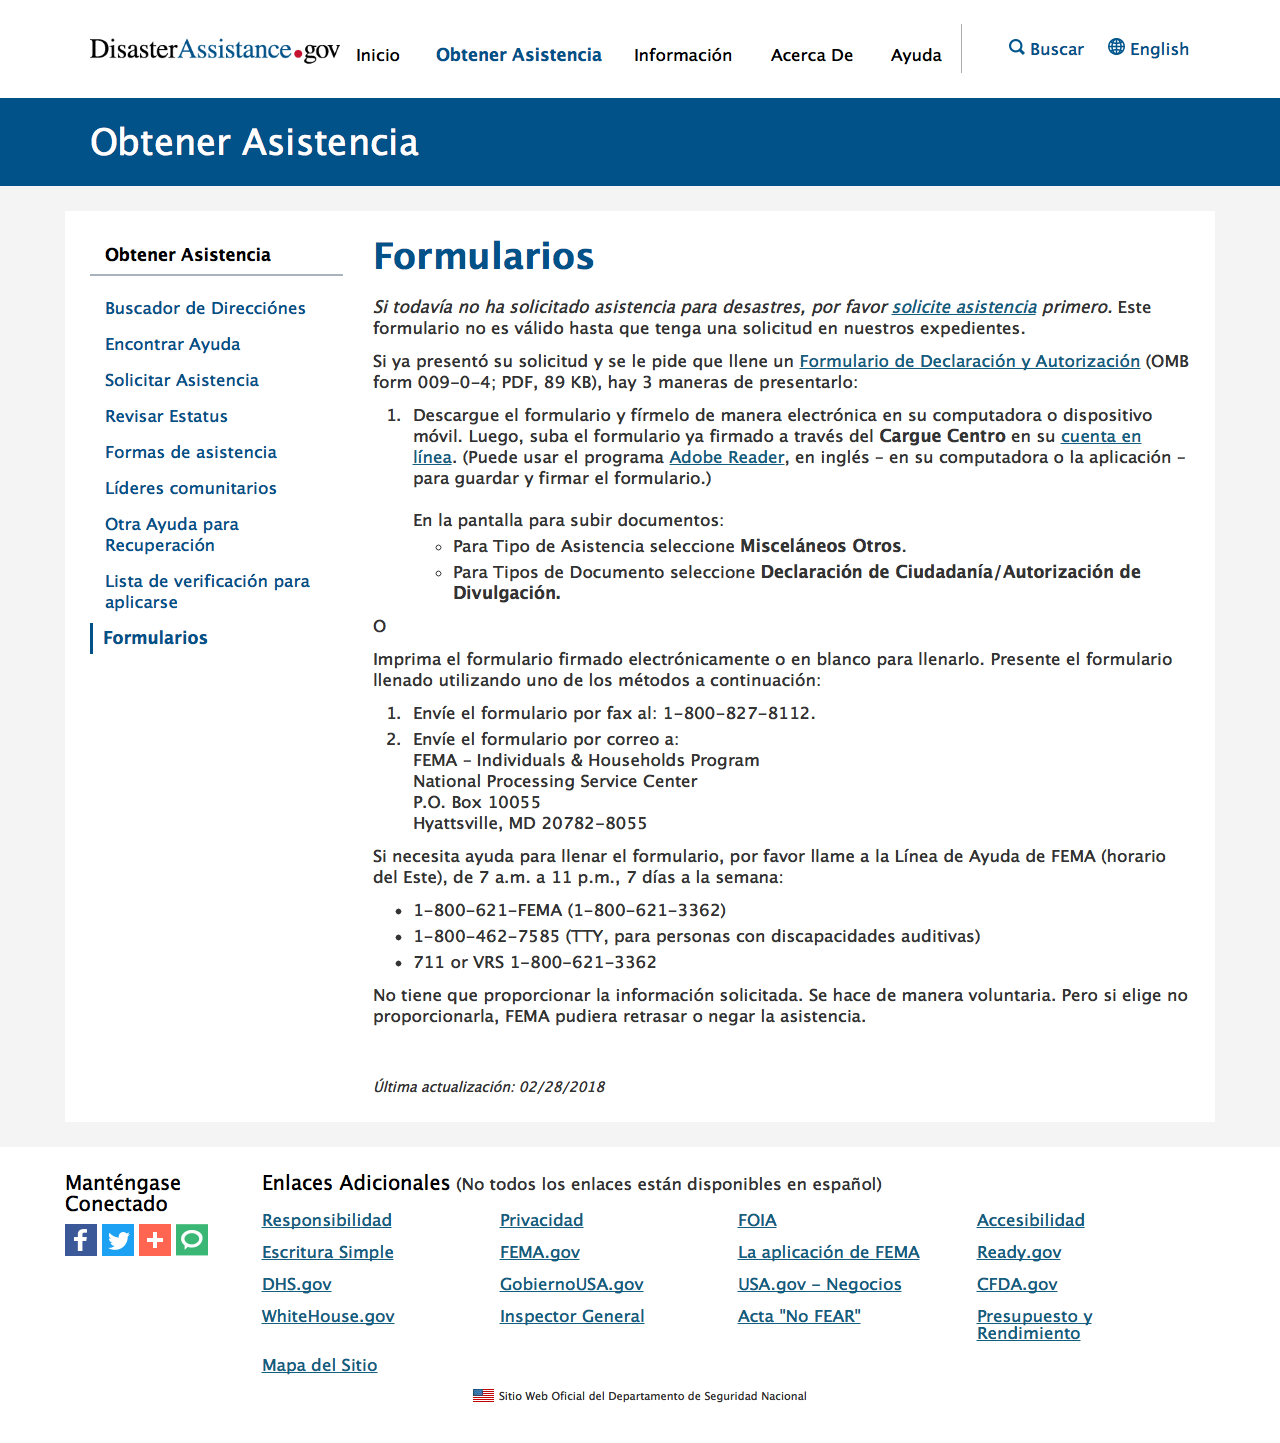 DisasterAssistance.gov
Inicio
Obtener Asistencia
Información
Acerca De
Ayuda
Buscar
English
Obtener Asistencia
Obtener Asistencia
Buscador de Direcciónes
Encontrar Ayuda
Solicitar Asistencia
Revisar Estatus
Formas de asistencia
Líderes comunitarios
Otra Ayuda para
Recuperación
Lista de verificación para
aplicarse
Formularios
Formularios
Si todavía no ha solicitado asistencia para desastres, por favor solicite asistencia primero. Este
formulario no es válido hasta que tenga una solicitud en nuestros expedientes.
Si ya presentó su solicitud y se le pide que llene un Formulario de Declaración y Autorización (OMB
form 009-0-4; PDF, 89 KB), hay 3 maneras de presentarlo:
1. Descargue el formulario y fírmelo de manera electrónica en su computadora o dispositivo
móvil. Luego, suba el formulario ya firmado a través del Cargue Centro en su cuenta en
línea. (Puede usar el programa Adobe Reader, en inglés – en su computadora o la aplicación –
para guardar y firmar el formulario.)
En la pantalla para subir documentos:
◦ Para Tipo de Asistencia seleccione Misceláneos Otros.
◦ Para Tipos de Documento seleccione Declaración de Ciudadanía/Autorización de
Divulgación.
O
Imprima el formulario firmado electrónicamente o en blanco para llenarlo. Presente el formulario
llenado utilizando uno de los métodos a continuación:
1. Envíe el formulario por fax al: 1-800-827-8112.
2. Envíe el formulario por correo a:
FEMA – Individuals & Households Program
National Processing Service Center
P.O. Box 10055
Hyattsville, MD 20782-8055
Si necesita ayuda para llenar el formulario, por favor llame a la Línea de Ayuda de FEMA (horario
del Este), de 7 a.m. a 11 p.m., 7 días a la semana:
• 1-800-621-FEMA (1-800-621-3362)
• 1-800-462-7585 (TTY, para personas con discapacidades auditivas)
• 711 or VRS 1-800-621-3362
No tiene que proporcionar la información solicitada. Se hace de manera voluntaria. Pero si elige no
proporcionarla, FEMA pudiera retrasar o negar la asistencia.
Última actualización: 02/28/2018
Manténgase
Conectado
Enlaces Adicionales (No todos los enlaces están disponibles en español)
Responsibilidad
Privacidad
FOIA
Accesibilidad
Escritura Simple
FEMA.gov
La aplicación de FEMA
Ready.gov
DHS.gov
GobiernoUSA.gov
USA.gov – Negocios
CFDA.gov
WhiteHouse.gov
Inspector General
Acta "No FEAR"
Presupuesto y
Rendimiento
Mapa del Sitio
Sitio Web Oficial del Departamento de Seguridad Nacional